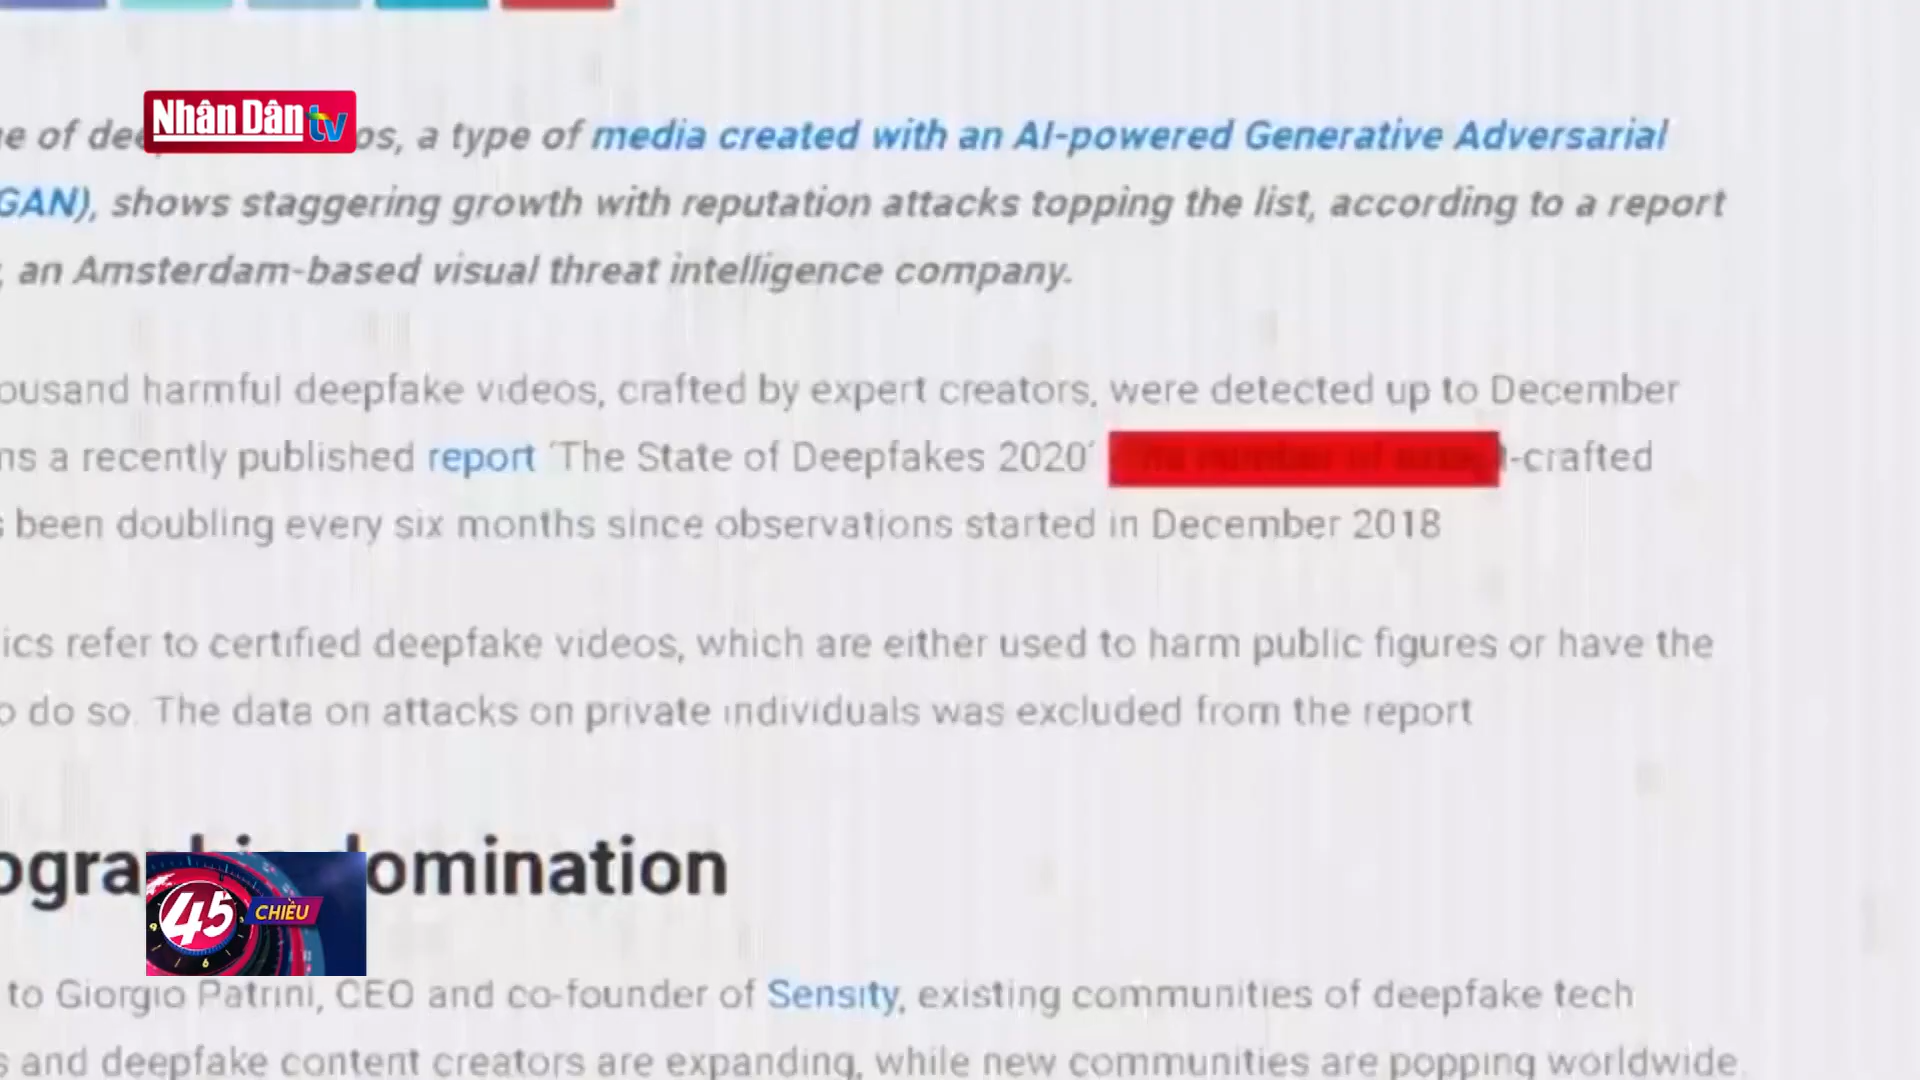 Nhân Dân tv
e of dee os, a type of media created with an AI-powered Generative Adversarial
GAN), shows staggering growth with reputation attacks topping the list, according to a report
, an Amsterdam-based visual threat intelligence company.
ousand harmful deepfake videos, crafted by expert creators, were detected up to December
ns a recently published report 'The State of Deepfakes 2020' The number of -crafted
s been doubling every six months since observations started in December 2018
ics refer to certified deepfake videos, which are either used to harm public figures or have the
o do so. The data on attacks on private individuals was excluded from the report
ographic domination
45 CHIỀU
to Giorgio Patrini, CEO and co-founder of Sensity, existing communities of deepfake tech
s and deepfake content creators are expanding, while new communities are popping worldwide